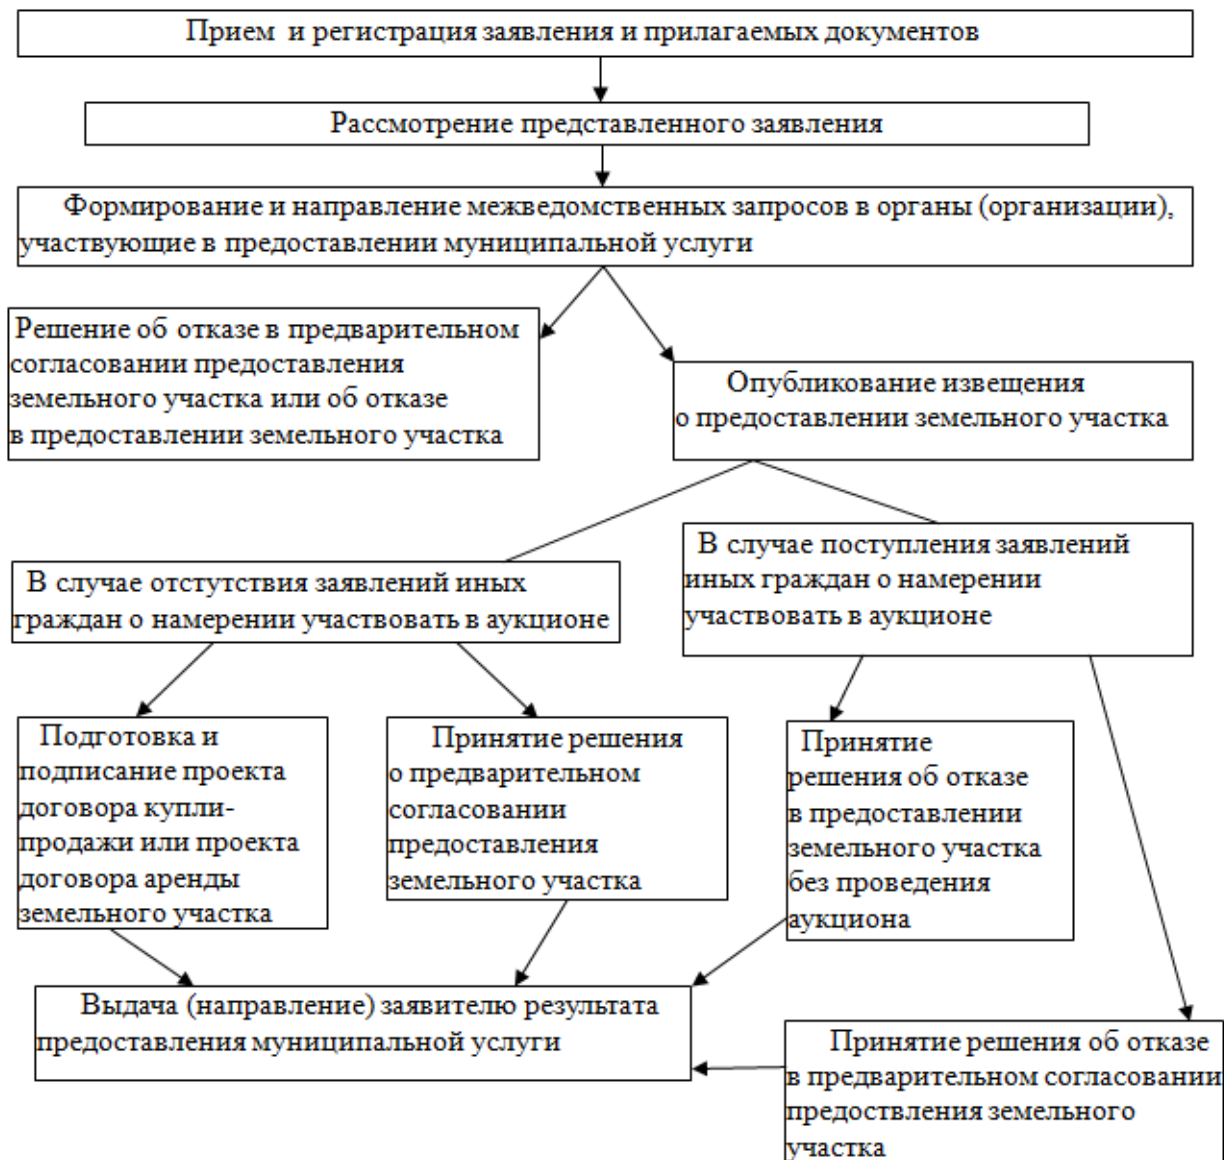 Прием и регистрация заявления и прилагаемых документов
Рассмотрение представленного заявления
Формирование и направление межведомственных запросов в органы (организации),
участвующие в предоставлении муниципальной услуги
Решение об отказе в предварительном
согласовании предоставления
земельного участка или об отказе
в предоставлении земельного участка
Опубликование извещения
о предоставлении земельного участка
В случае отстутствия заявлений иных
граждан о намерении участвовать в аукционе
В случае поступления заявлений
иных граждан о намерении
участвовать в аукционе
Подготовка и
подписание проекта
договора купли-
продажи или проекта
договора аренды
земельного участка
Принятие решения
о предварительном
согласовании
предоставления
земельного участка
Принятие
решения об отказе
в предоставлении
земельного участка
без проведения
аукциона
Выдача (направление) заявителю результата
предоставления муниципальной услуги
Принятие решения об отказе
в предварительном согласовании
предоствления земельного
участка